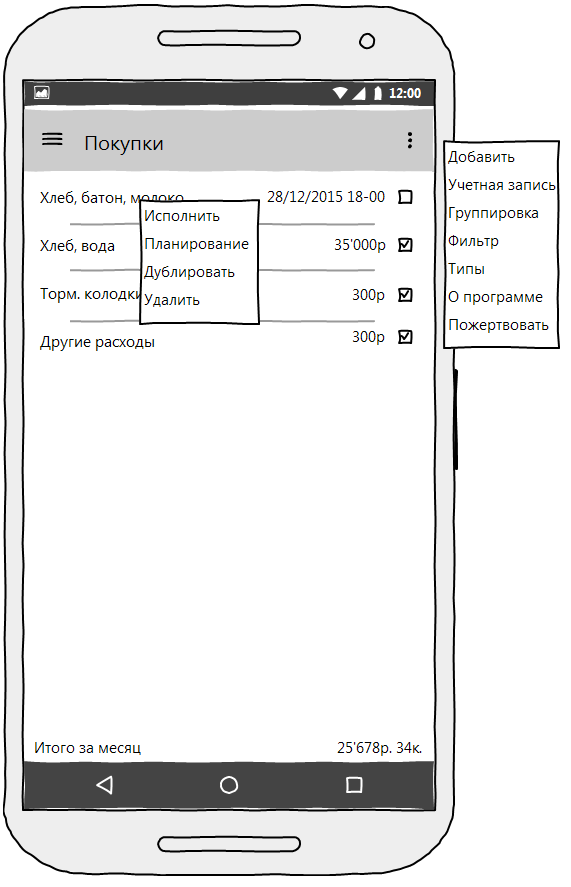 12:00
Покупки
Хлеб, батон, молоко 28/12/2015 18-00
Хлеб, вода 35'000р
Торм. колодки 300р
Другие расходы 300р
Исполнить
Планирование
Дублировать
Удалить
Добавить
Учетная запись
Группировка
Фильтр
Типы
О программе
Пожертвовать
Итого за месяц 25'678р. 34к.